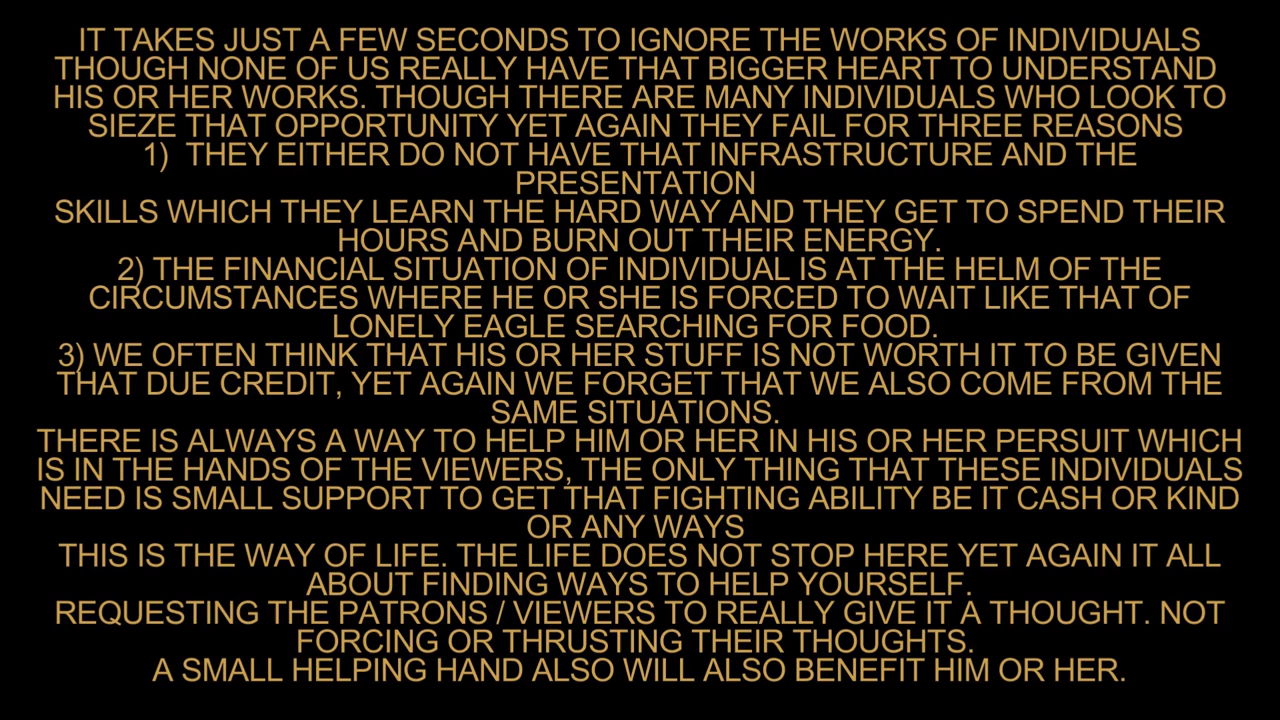 IT TAKES JUST A FEW SECONDS TO IGNORE THE WORKS OF INDIVIDUALS
THOUGH NONE OF US REALLY HAVE THAT BIGGER HEART TO UNDERSTAND
HIS OR HER WORKS. THOUGH THERE ARE MANY INDIVIDUALS WHO LOOK TO
SIEZE THAT OPPORTUNITY YET AGAIN THEY FAIL FOR THREE REASONS
1)  THEY EITHER DO NOT HAVE THAT INFRASTRUCTURE AND THE
PRESENTATION
SKILLS WHICH THEY LEARN THE HARD WAY AND THEY GET TO SPEND THEIR
HOURS AND BURN OUT THEIR ENERGY.
2) THE FINANCIAL SITUATION OF INDIVIDUAL IS AT THE HELM OF THE
CIRCUMSTANCES WHERE HE OR SHE IS FORCED TO WAIT LIKE THAT OF
LONELY EAGLE SEARCHING FOR FOOD.
3) WE OFTEN THINK THAT HIS OR HER STUFF IS NOT WORTH IT TO BE GIVEN
THAT DUE CREDIT, YET AGAIN WE FORGET THAT WE ALSO COME FROM THE
SAME SITUATIONS.
THERE IS ALWAYS A WAY TO HELP HIM OR HER IN HIS OR HER PERSUIT WHICH
IS IN THE HANDS OF THE VIEWERS, THE ONLY THING THAT THESE INDIVIDUALS
NEED IS SMALL SUPPORT TO GET THAT FIGHTING ABILITY BE IT CASH OR KIND
OR ANY WAYS
THIS IS THE WAY OF LIFE. THE LIFE DOES NOT STOP HERE YET AGAIN IT ALL
ABOUT FINDING WAYS TO HELP YOURSELF.
REQUESTING THE PATRONS / VIEWERS TO REALLY GIVE IT A THOUGHT. NOT
FORCING OR THRUSTING THEIR THOUGHTS.
A SMALL HELPING HAND ALSO WILL ALSO BENEFIT HIM OR HER.